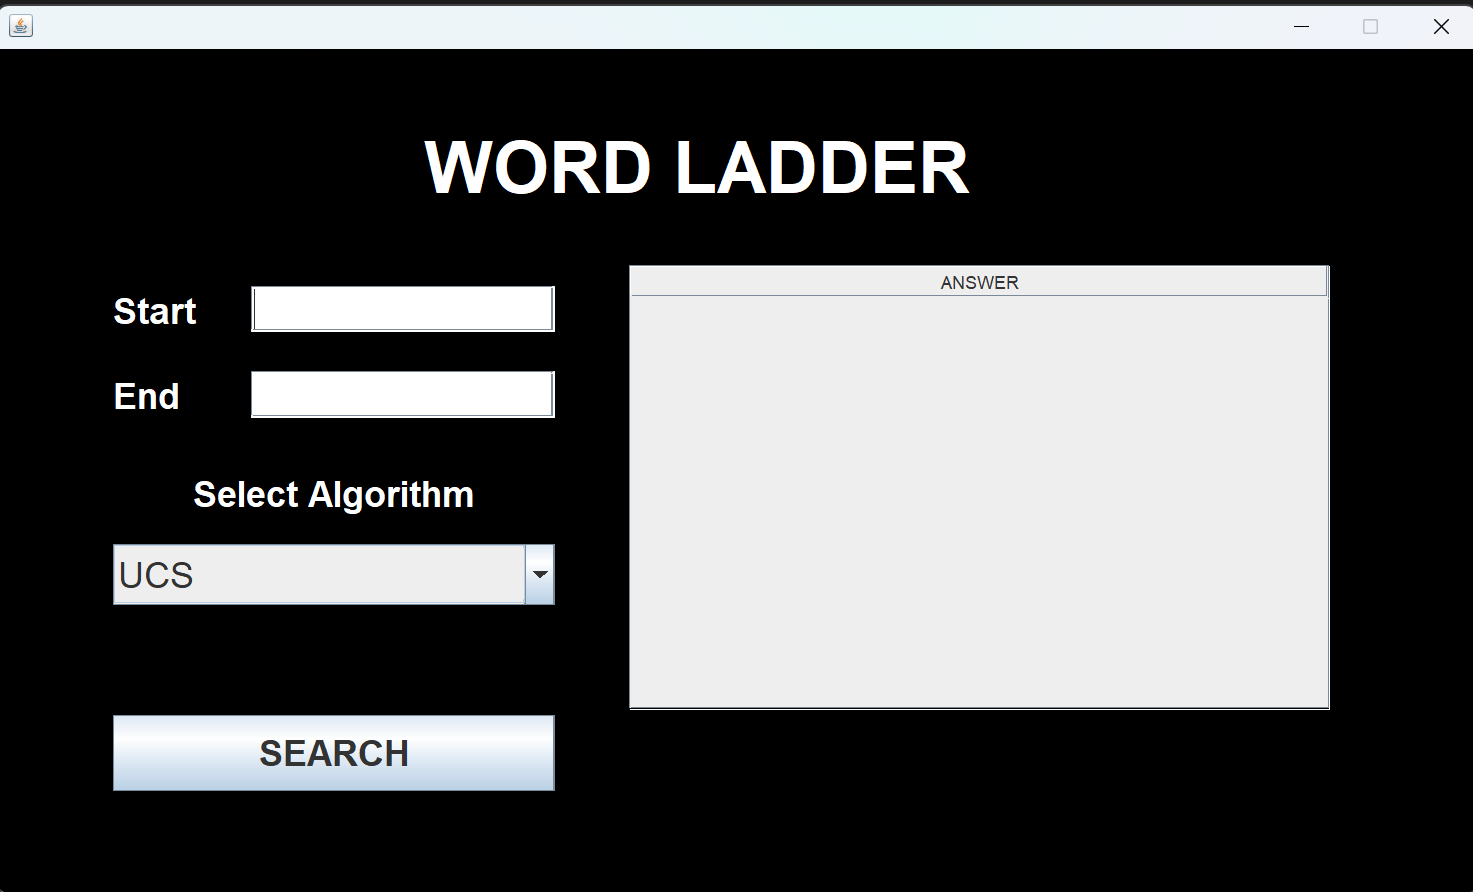 WORD LADDER
Start
End
Select Algorithm
UCS
SEARCH
ANSWER